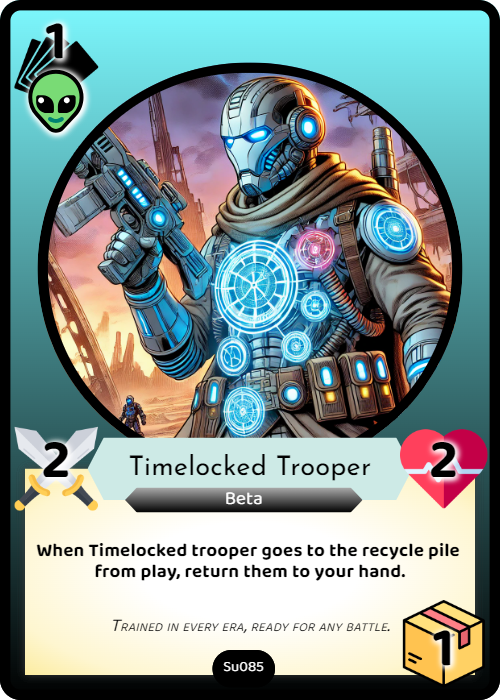 1
2
Timelocked Trooper
2
Beta
When Timelocked trooper goes to the recycle pile
from play, return them to your hand.
Trained in every era, ready for any battle.
1
Su085